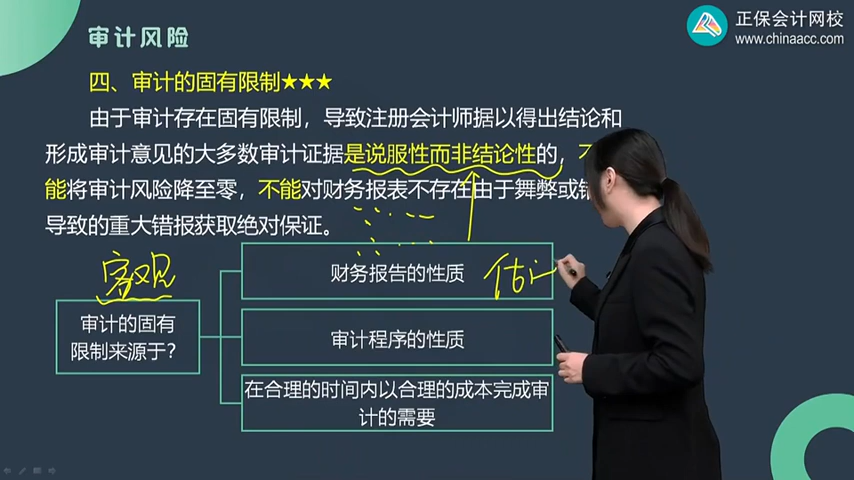 正保会计网校
www.chinaacc.com
审计风险
四、审计的固有限制★★★
由于审计存在固有限制，导致注册会计师据以得出结论和
形成审计意见的大多数审计证据是说服性而非结论性的，不
能将审计风险降至零，不能对财务报表不存在由于舞弊或错
导致的重大错报获取绝对保证。
客观
财务报告的性质
估计
审计的固有
限制来源于？
审计程序的性质
在合理的时间内以合理的成本完成审
计的需要